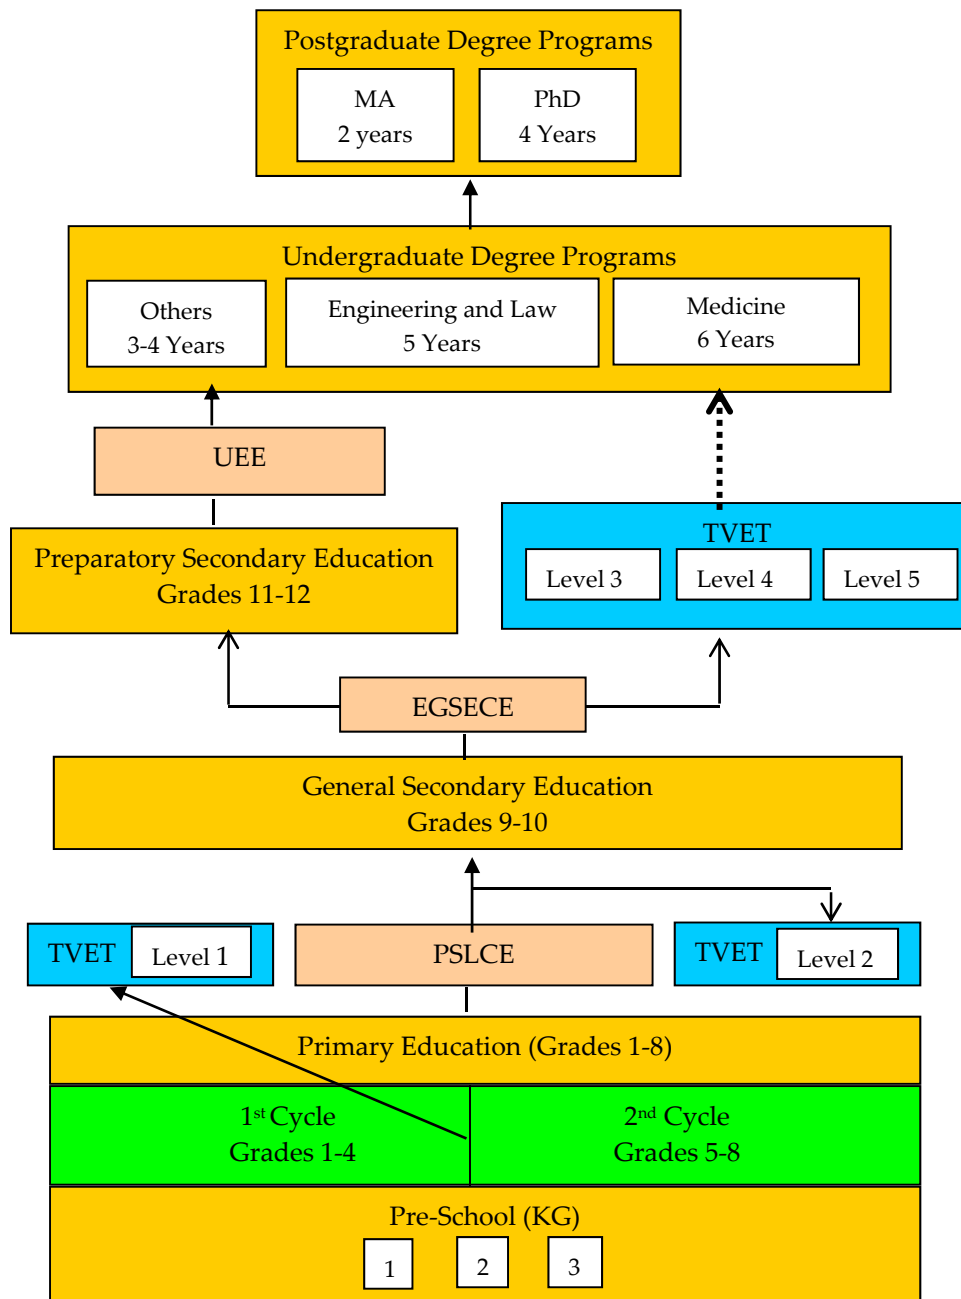 Postgraduate Degree Programs
MA
2 years
PhD
4 Years
Undergraduate Degree Programs
Others
3-4 Years
Engineering and Law
5 Years
Medicine
6 Years
UEE
TVET
Level 3
Level 4
Level 5
Preparatory Secondary Education
Grades 11-12
EGSECE
General Secondary Education
Grades 9-10
TVET
Level 1
PSLCE
TVET
Level 2
Primary Education (Grades 1-8)
1st Cycle
Grades 1-4
2nd Cycle
Grades 5-8
Pre-School (KG)
1
2
3